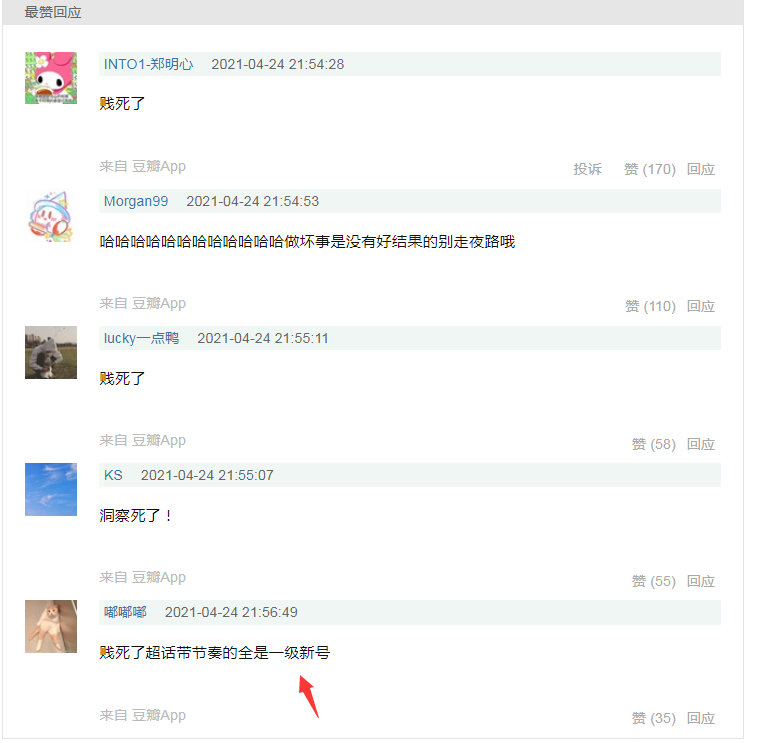 最赞回应
INTO1-郑明心 2021-04-24 21:54:28
贱死了
来自 豆瓣App
投诉 赞 (170) 回应
Morgan99 2021-04-24 21:54:53
哈哈哈哈哈哈哈哈哈哈哈哈做坏事是没有好结果的别走夜路哦
来自 豆瓣App
赞 (110) 回应
lucky一点鸭 2021-04-24 21:55:11
贱死了
来自 豆瓣App
赞 (58) 回应
KS 2021-04-24 21:55:07
洞察死了！
来自 豆瓣App
赞 (55) 回应
嘟嘟嘟 2021-04-24 21:56:49
贱死了超话带节奏的全是一级新号
来自 豆瓣App
赞 (35) 回应